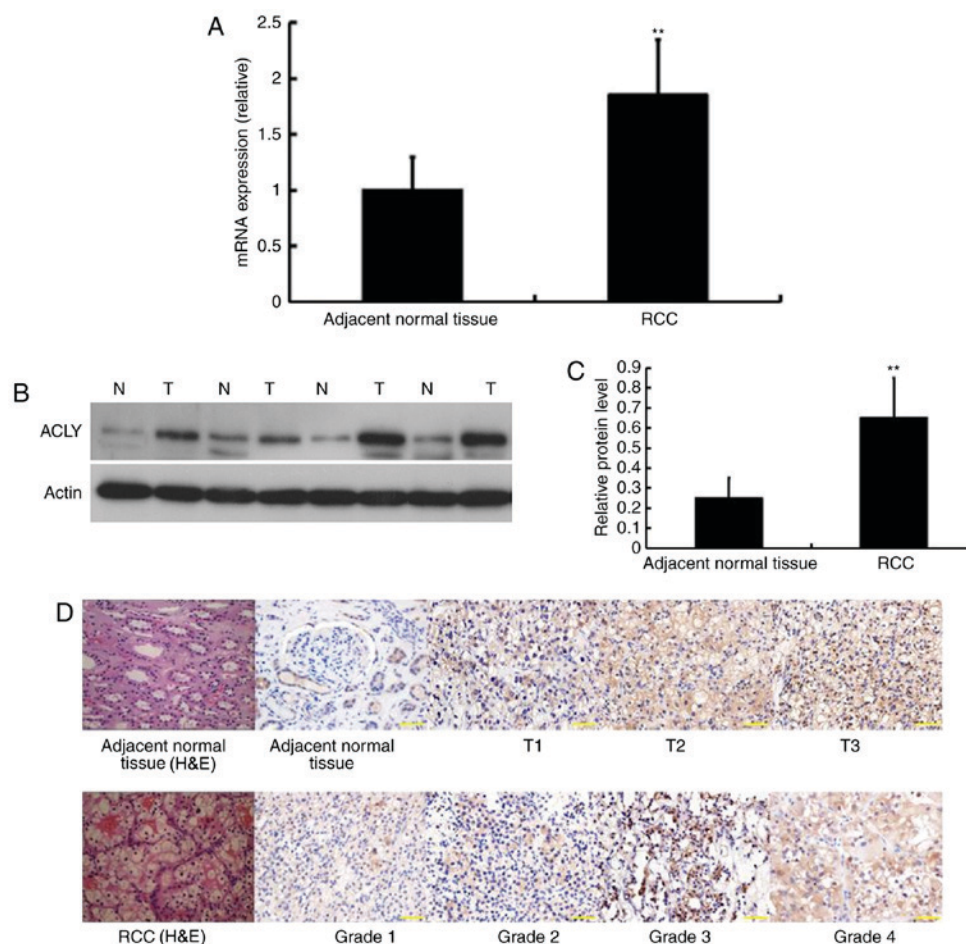 A
mRNA expression (relative)
2.5
2
1.5
1
0.5
0
**
Adjacent normal tissue
RCC
B
N T N T N T N T
ACLY
Actin
C
Relative protein level
0.9
0.8
0.7
0.6
0.5
0.4
0.3
0.2
0.1
0
**
Adjacent normal tissue
RCC
D
Adjacent normal
tissue (H&E)
Adjacent normal
tissue
T1
T2
T3
RCC (H&E)
Grade 1
Grade 2
Grade 3
Grade 4